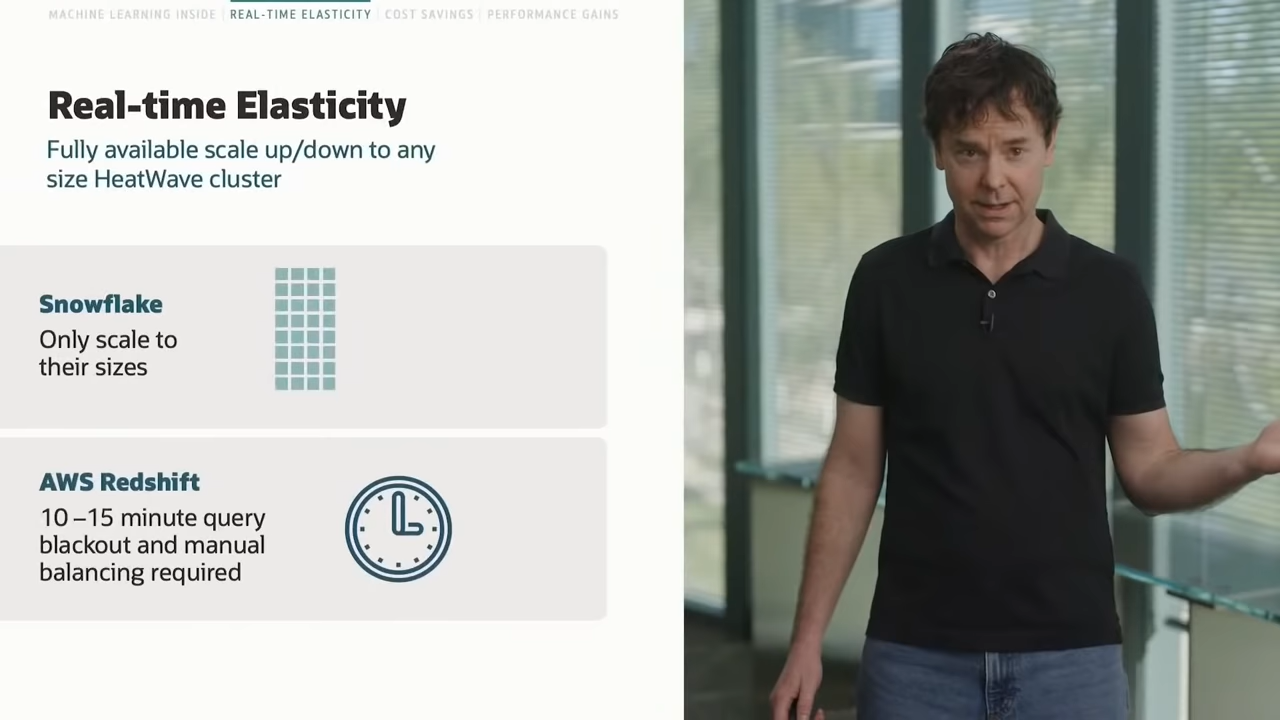 MACHINE LEARNING INSIDE | REAL-TIME ELASTICITY | COST SAVINGS | PERFORMANCE GAINS
Real-time Elasticity
Fully available scale up/down to any
size HeatWave cluster
Snowflake
Only scale to
their sizes
AWS Redshift
10 –15 minute query
blackout and manual
balancing required